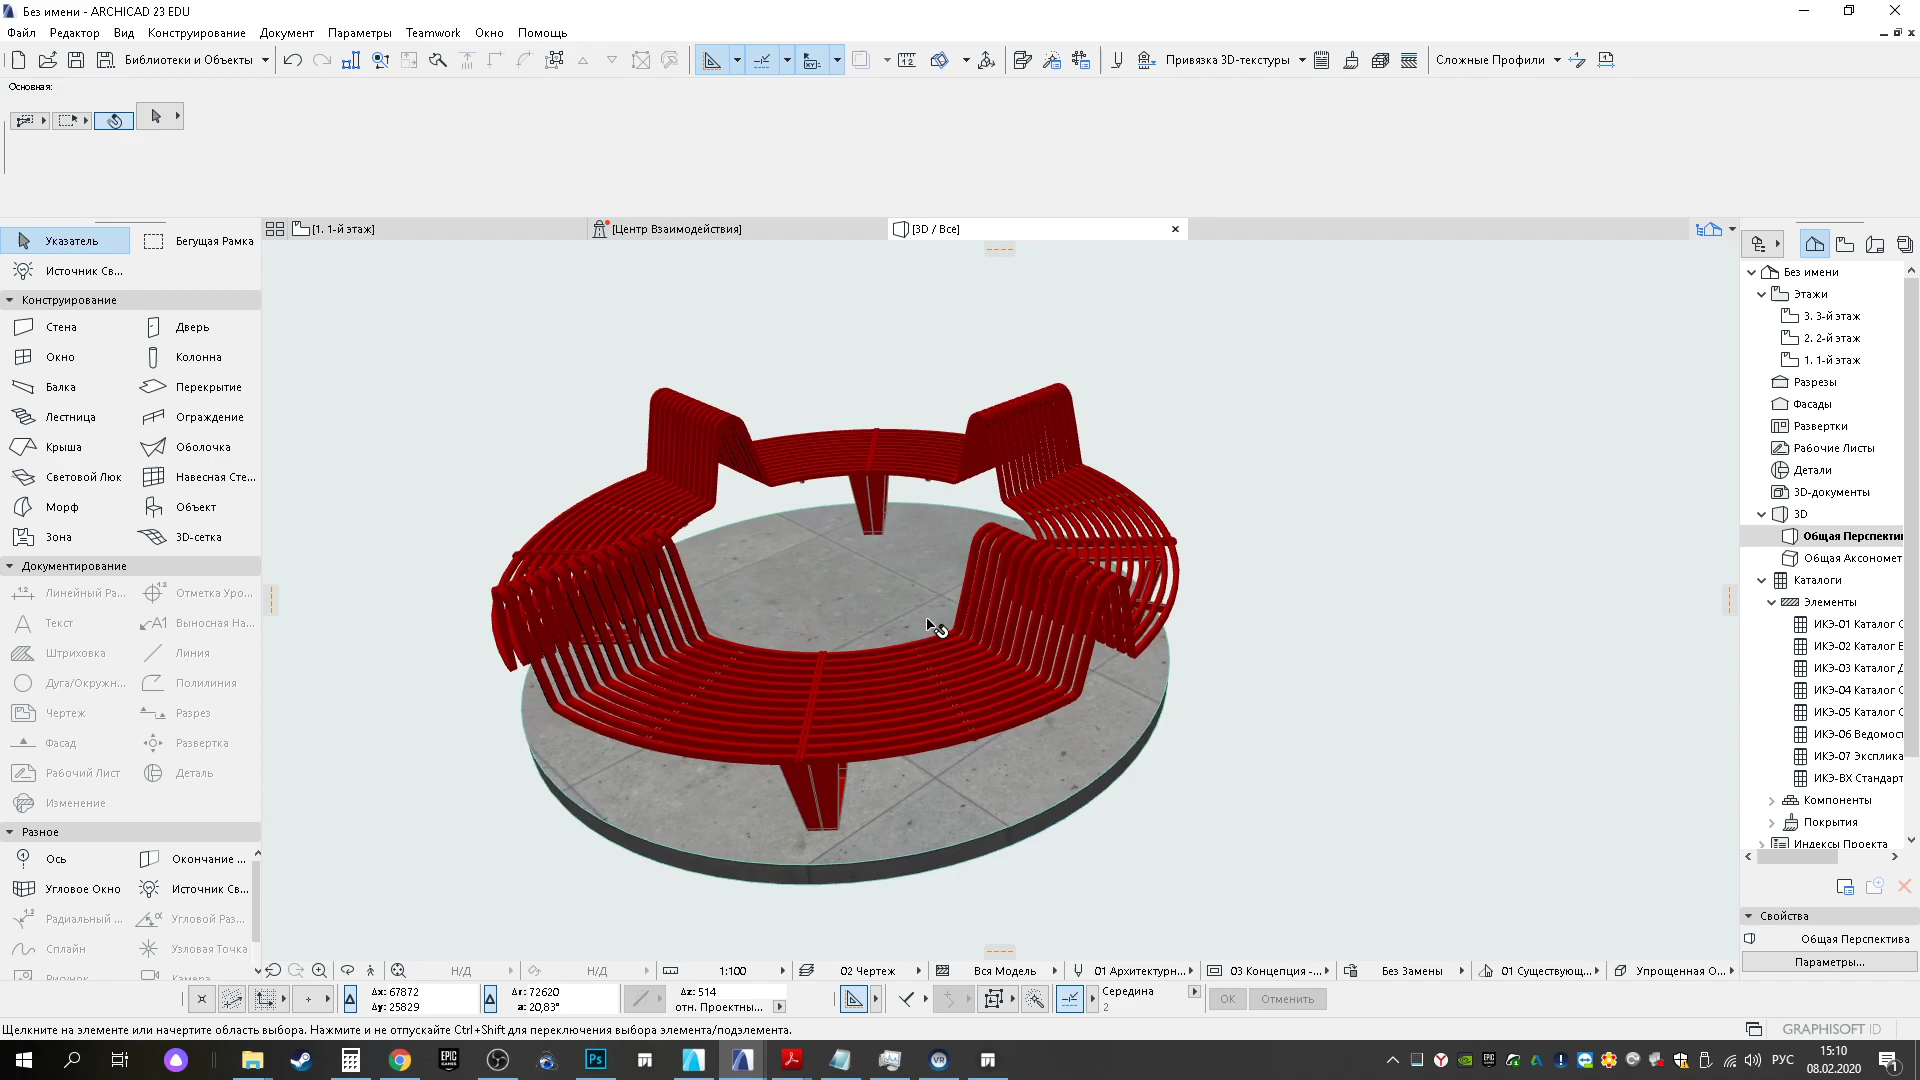 Без имени - ARCHICAD 23 EDU
Файл Редактор Вид Конструирование Документ Параметры Teamwork Окно Помощь
Библиотеки и Объекты
Привязка 3D-текстуры
Сложные Профили
Основная:
[1. 1-й этаж]
[Центр Взаимодействия]
[3D / Все]
Указатель
Бегущая Рамка
Источник Св...
Конструирование
Стена
Дверь
Окно
Колонна
Балка
Перекрытие
Лестница
Ограждение
Крыша
Оболочка
Световой Люк
Навесная Сте...
Морф
Объект
Зона
3D-сетка
Документирование
Линейный Ра...
Отметка Уро...
Текст
Выносная На...
Штриховка
Линия
Дуга/Окружн...
Полилиния
Чертеж
Разрез
Фасад
Развертка
Рабочий Лист
Деталь
Изменение
Разное
Ось
Окончание ...
Угловое Окно
Источник Св...
Радиальный ...
Угловой Раз...
Сплайн
Узловая Точка
Рисунок
Камера
Без имени
Этажи
3. 3-й этаж
2. 2-й этаж
1. 1-й этаж
Разрезы
Фасады
Развертки
Рабочие Листы
Детали
3D-документы
3D
Общая Перспекти
Общая Аксономет
Каталоги
Элементы
ИКЭ-01 Каталог С
ИКЭ-02 Каталог Е
ИКЭ-03 Каталог Д
ИКЭ-04 Каталог С
ИКЭ-05 Каталог С
ИКЭ-06 Ведомост
ИКЭ-07 Эксплика
ИКЭ-ВХ Стандарт
Компоненты
Покрытия
Индексы Проекта
Свойства
Общая Перспектива
Параметры...
Н/Д
Н/Д
1:100
02 Чертеж
Вся Модель
01 Архитектурн...
03 Концепция -...
Без Замены
01 Существующ...
Упрощенная О...
Δx: 67872
Δy: 25829
Δr: 72620
a: 20,83°
Δz: 514
отн. Проектны...
Середина
2
ОК
Отменить
Щелкните на элементе или начертите область выбора. Нажмите и не отпускайте Ctrl+Shift для переключения выбора элемента/подэлемента.
GRAPHISOFT ID
EPIC GAMES
Ps
VR
РУС
15:10
08.02.2020
1